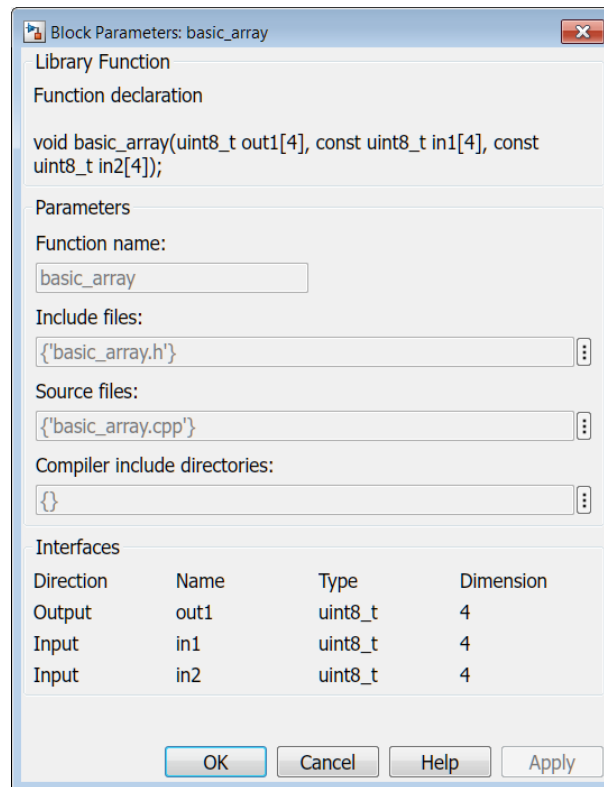 Block Parameters: basic_array
Library Function
Function declaration
void basic_array(uint8_t out1[4], const uint8_t in1[4], const
uint8_t in2[4]);
Parameters
Function name:
basic_array
Include files:
{'basic_array.h'}
Source files:
{'basic_array.cpp'}
Compiler include directories:
{}
Interfaces
Direction Name Type Dimension
Output out1 uint8_t 4
Input in1 uint8_t 4
Input in2 uint8_t 4
OK Cancel Help Apply